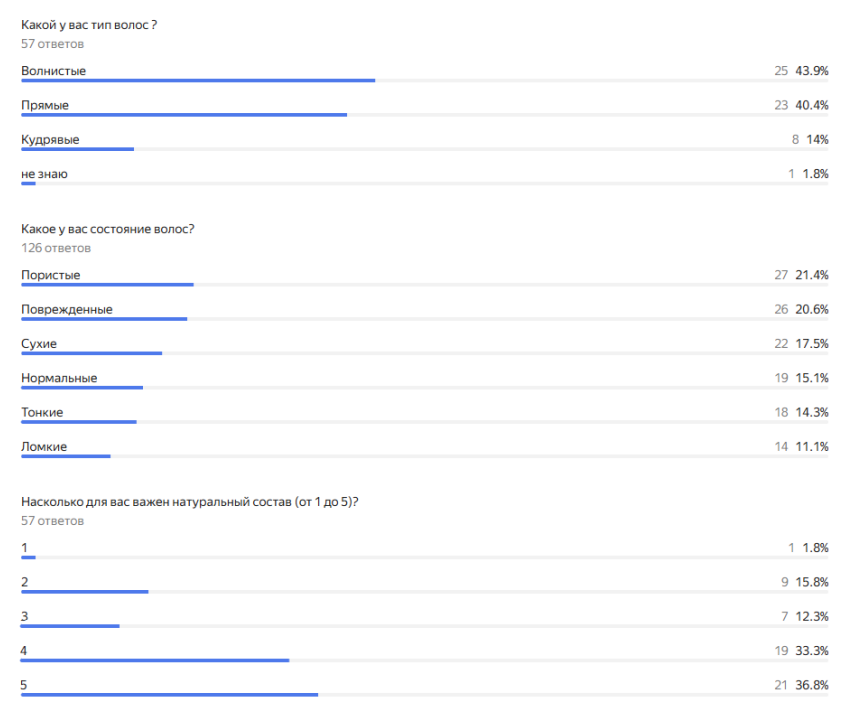 Какой у вас тип волос ?
57 ответов
Волнистые 25 43.9%
Прямые 23 40.4%
Кудрявые 8 14%
не знаю 1 1.8%
Какое у вас состояние волос?
126 ответов
Пористые 27 21.4%
Поврежденные 26 20.6%
Сухие 22 17.5%
Нормальные 19 15.1%
Тонкие 18 14.3%
Ломкие 14 11.1%
Насколько для вас важен натуральный состав (от 1 до 5)?
57 ответов
1 1 1.8%
2 9 15.8%
3 7 12.3%
4 19 33.3%
5 21 36.8%